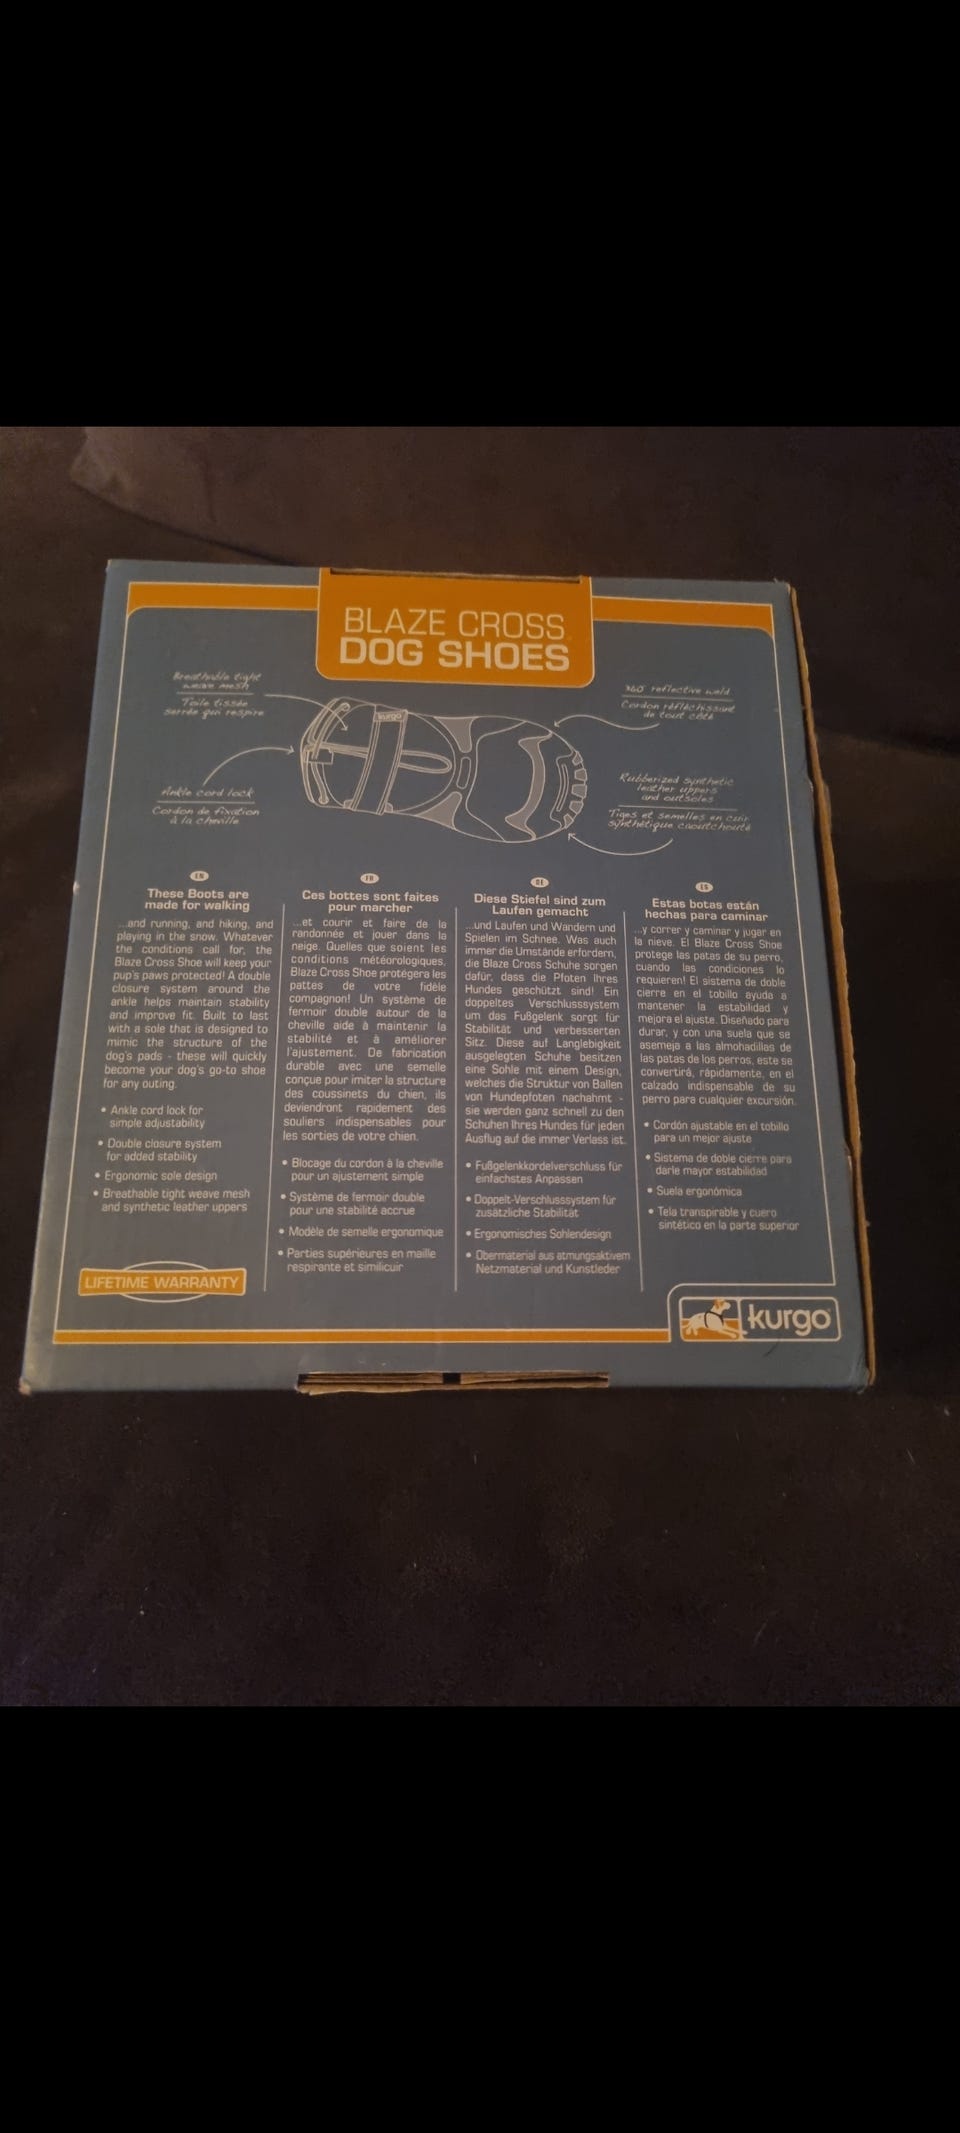 BLAZE CROSS
DOG SHOES
Breathable tight
weave mesh
Toile tissée
serrée qui respire
Ankle cord lock
Cordon de fixation
à la cheville
kurgo
360° reflective weld
Cordon réfléchissant
de tout côté
Rubberized synthetic
leather uppers
and outsoles
Tiges et semelles en cuir
synthétique caoutchouté
EN
These Boots are
made for walking
...and running, and hiking, and
playing in the snow. Whatever
the conditions call for, the
Blaze Cross Shoe will keep your
pup's paws protected! A double
closure system around the
ankle helps maintain stability
and improve fit. Built to last
with a sole that is designed to
mimic the structure of the
dog's pads - these will quickly
become your dog's go-to shoe
for any outing.
• Ankle cord lock for
simple adjustability
• Double closure system
for added stability
• Ergonomic sole design
• Breathable tight weave mesh
and synthetic leather uppers
LIFETIME WARRANTY
FR
Ces bottes sont faites
pour marcher
...et courir et faire de la
randonnée et jouer dans la
neige. Quelles que soient les
conditions météorologiques,
Blaze Cross Shoe protégera les
pattes de votre fidèle
compagnon! Un système de
fermoir double autour de la
cheville aide à maintenir la
stabilité et à améliorer
l'ajustement. De fabrication
durable avec une semelle
conçue pour imiter la structure
des coussinets du chien, ils
deviendront rapidement des
souliers indispensables pour
les sorties de votre chien.
• Blocage du cordon à la cheville
pour un ajustement simple
• Système de fermoir double
pour une stabilité accrue
• Modèle de semelle ergonomique
• Parties supérieures en maille
respirante et similicuir
DE
Diese Stiefel sind zum
Laufen gemacht
...und Laufen und Wandern und
Spielen im Schnee. Was auch
immer die Umstände erfordern,
die Blaze Cross Schuhe sorgen
dafür, dass die Pfoten Ihres
Hundes geschützt sind! Ein
doppeltes Verschlusssystem
um das Fußgelenk sorgt für
Stabilität und verbesserten
Sitz. Diese auf Langlebigkeit
ausgelegten Schuhe besitzen
eine Sohle mit einem Design,
welches die Struktur von Ballen
von Hundepfoten nachahmt -
sie werden ganz schnell zu den
Schuhen Ihres Hundes für jeden
Ausflug auf die immer Verlass ist.
• Fußgelenkkordelverschluss für
einfachstes Anpassen
• Doppelt-Verschlusssystem für
zusätzliche Stabilität
• Ergonomisches Sohlendesign
• Obermaterial aus atmungsaktivem
Netzmaterial und Kunstleder
ES
Estas botas están
hechas para caminar
...y correr y caminar y jugar en
la nieve. El Blaze Cross Shoe
protege las patas de su perro,
cuando las condiciones lo
requieren! El sistema de doble
cierre en el tobillo ayuda a
mantener la estabilidad y
mejora el ajuste. Diseñado para
durar, y con una suela que se
asemeja a las almohadillas de
las patas de los perros, este se
convertirá, rápidamente, en el
calzado indispensable de su
perro para cualquier excursión.
• Cordón ajustable en el tobillo
para un mejor ajuste
• Sistema de doble cierre para
darle mayor estabilidad
• Suela ergonómica
• Tela transpirable y cuero
sintético en la parte superior
kurgo